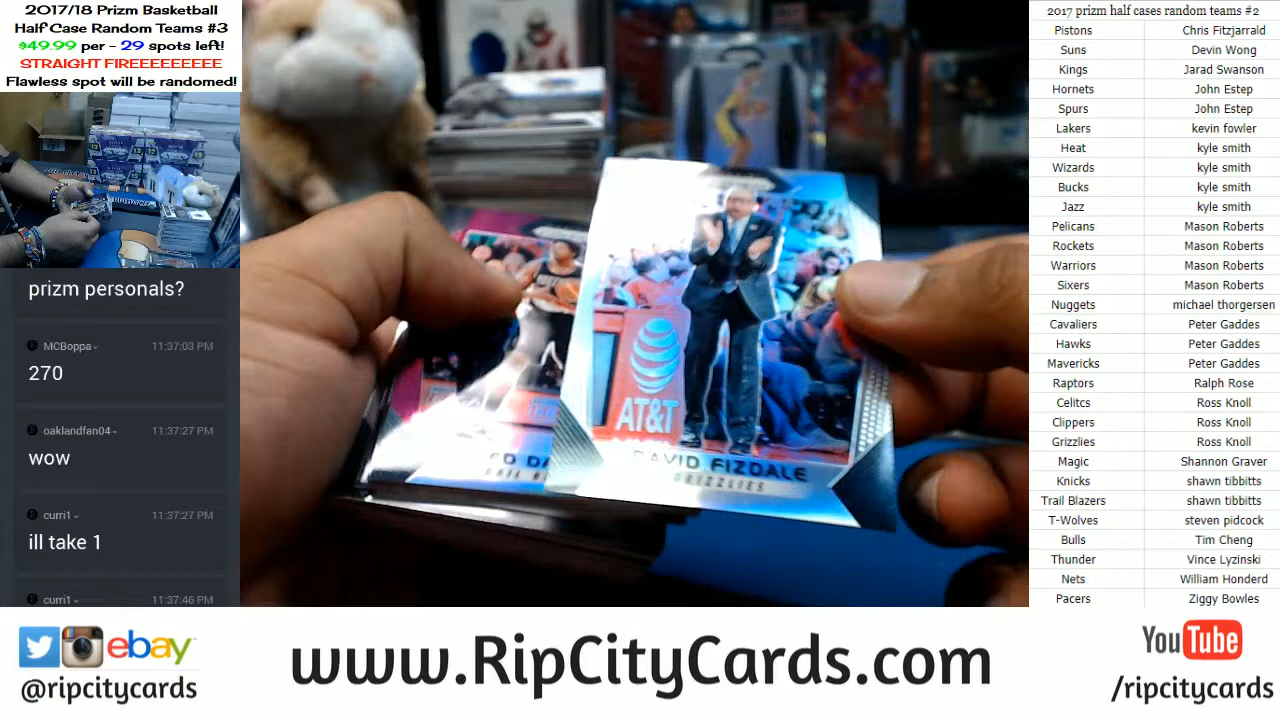 2017/18 Prizm Basketball
Half Case Random Teams #3
$49.99 per - 29 spots left!
STRAIGHT FIREEEEEEEEE
Flawless spot will be randomed!
prizm personals?
MCBoppa 11:37:03 PM
270
oaklandfan04 11:37:27 PM
wow
curri1 11:37:27 PM
ill take 1
curri1 11:37:46 PM
AT&T
DAVID FIZDALE
GRIZZLIES
2017 prizm half cases random teams #2
Pistons Chris Fitzjarrald
Suns Devin Wong
Kings Jarad Swanson
Hornets John Estep
Spurs John Estep
Lakers kevin fowler
Heat kyle smith
Wizards kyle smith
Bucks kyle smith
Jazz kyle smith
Pelicans Mason Roberts
Rockets Mason Roberts
Warriors Mason Roberts
Sixers Mason Roberts
Nuggets michael thorgersen
Cavaliers Peter Gaddes
Hawks Peter Gaddes
Mavericks Peter Gaddes
Raptors Ralph Rose
Celitcs Ross Knoll
Clippers Ross Knoll
Grizzlies Ross Knoll
Magic Shannon Graver
Knicks shawn tibbitts
Trail Blazers shawn tibbitts
T-Wolves steven pidcock
Bulls Tim Cheng
Thunder Vince Lyzinski
Nets William Honderd
Pacers Ziggy Bowles
ebay
@ripcitycards
www.RipCityCards.com
YouTube
/ripcitycards